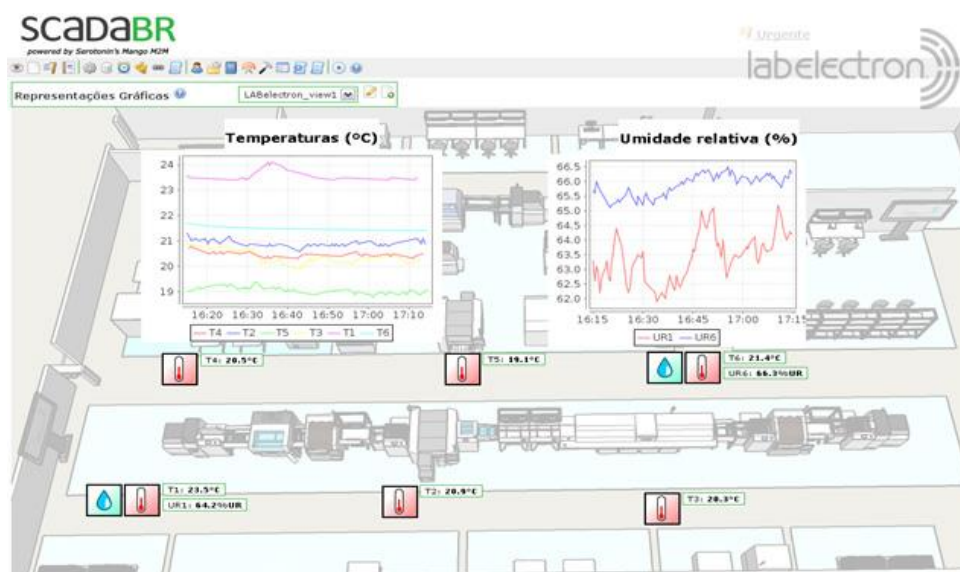 SCADABR
powered by Serotonin's Mango M2M
Urgente
labelectron
Representações Gráficas
LABelectron_view1
Temperaturas (ºC)
24
23
22
21
20
19
16:20 16:30 16:40 16:50 17:00 17:10
T4 T2 T5 T3 T1 T6
Umidade relativa (%)
66.5
66.0
65.5
65.0
64.5
64.0
63.5
63.0
62.5
62.0
16:15 16:30 16:45 17:00 17:15
UR1 UR6
T4: 20.5°C
T5: 19.1°C
T6: 21.4°C
UR6: 66.3%UR
T1: 23.5°C
UR1: 64.2%UR
T2: 20.9°C
T3: 20.3°C